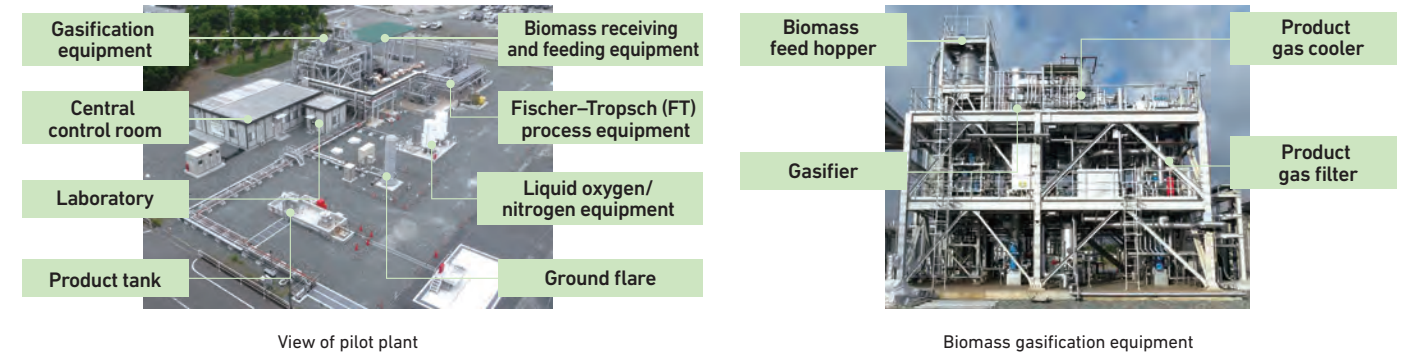 Gasification
equipment
Central
control room
Laboratory
Product tank
Biomass receiving
and feeding equipment
Fischer–Tropsch (FT)
process equipment
Liquid oxygen/
nitrogen equipment
Ground flare
View of pilot plant
Biomass
feed hopper
Gasifier
Product
gas cooler
Product
gas filter
Biomass gasification equipment